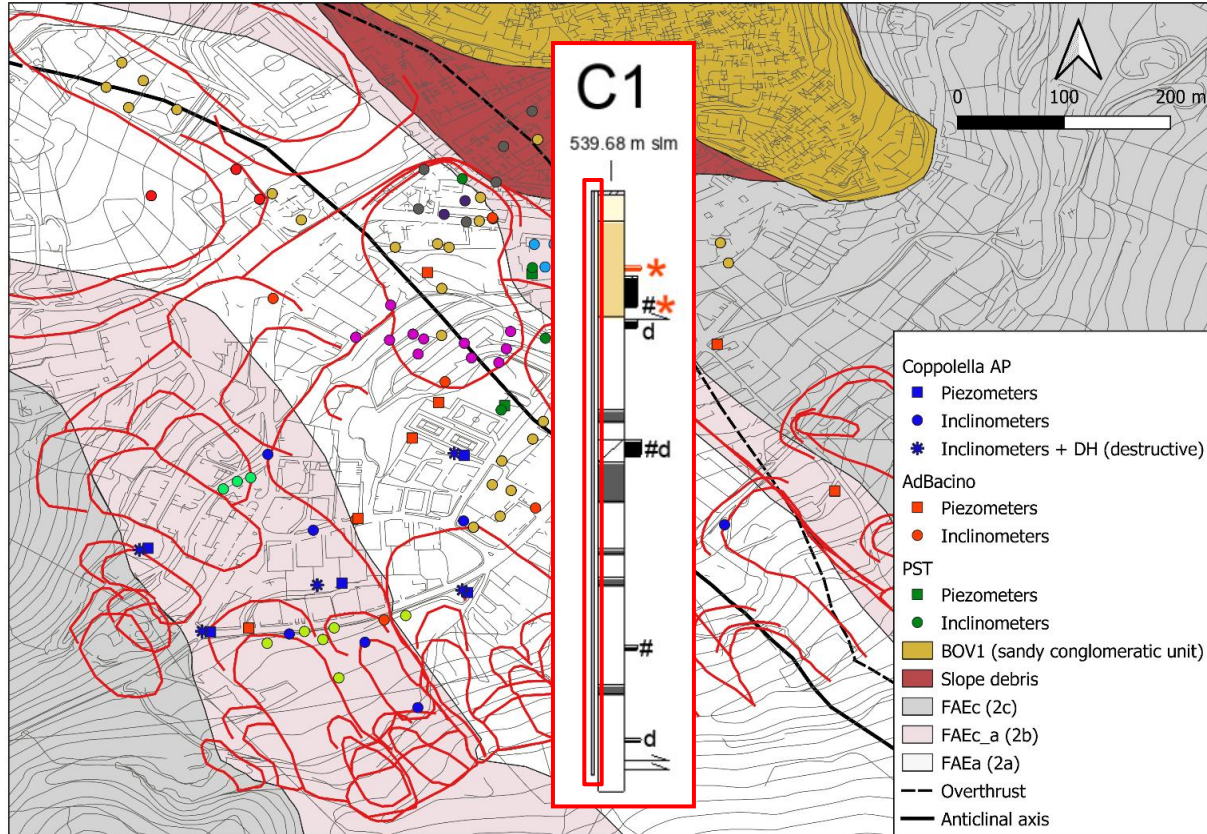 C1
539.68 m slm
*
#*
d
#d
#
d
0 100 200 m
Coppolella AP
Piezometers
Inclinometers
Inclinometers + DH (destructive)
AdBacino
Piezometers
Inclinometers
PST
Piezometers
Inclinometers
BOV1 (sandy conglomeratic unit)
Slope debris
FAEc (2c)
FAEc_a (2b)
FAEa (2a)
Overthrust
Anticlinal axis